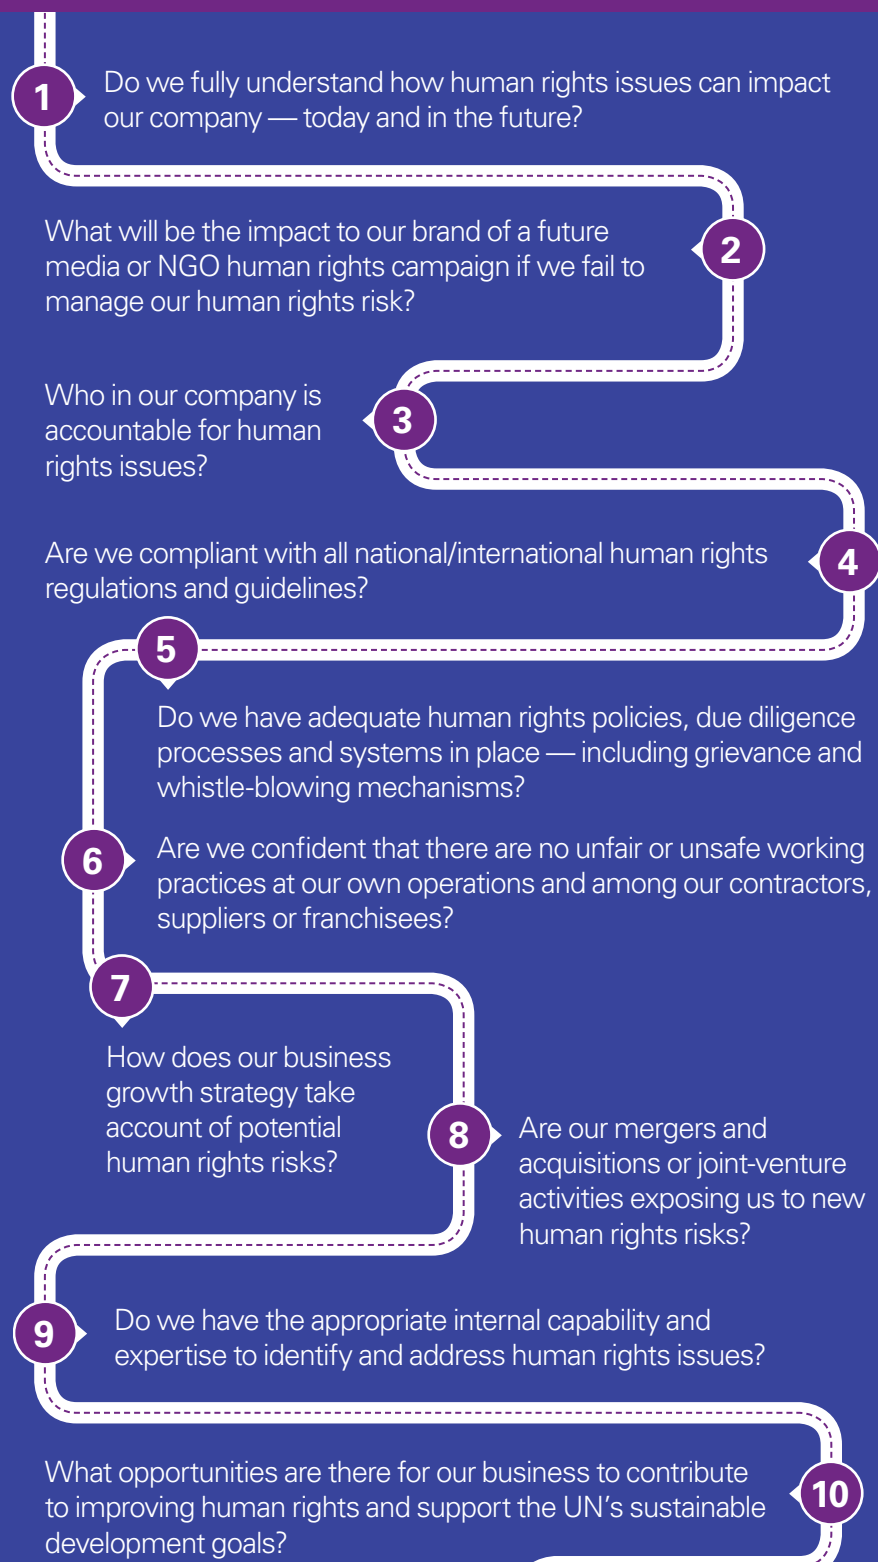 1
Do we fully understand how human rights issues can impact
our company — today and in the future?
2
What will be the impact to our brand of a future
media or NGO human rights campaign if we fail to
manage our human rights risk?
3
Who in our company is
accountable for human
rights issues?
4
Are we compliant with all national/international human rights
regulations and guidelines?
5
Do we have adequate human rights policies, due diligence
processes and systems in place — including grievance and
whistle-blowing mechanisms?
6
Are we confident that there are no unfair or unsafe working
practices at our own operations and among our contractors,
suppliers or franchisees?
7
How does our business
growth strategy take
account of potential
human rights risks?
8
Are our mergers and
acquisitions or joint-venture
activities exposing us to new
human rights risks?
9
Do we have the appropriate internal capability and
expertise to identify and address human rights issues?
10
What opportunities are there for our business to contribute
to improving human rights and support the UN’s sustainable
development goals?